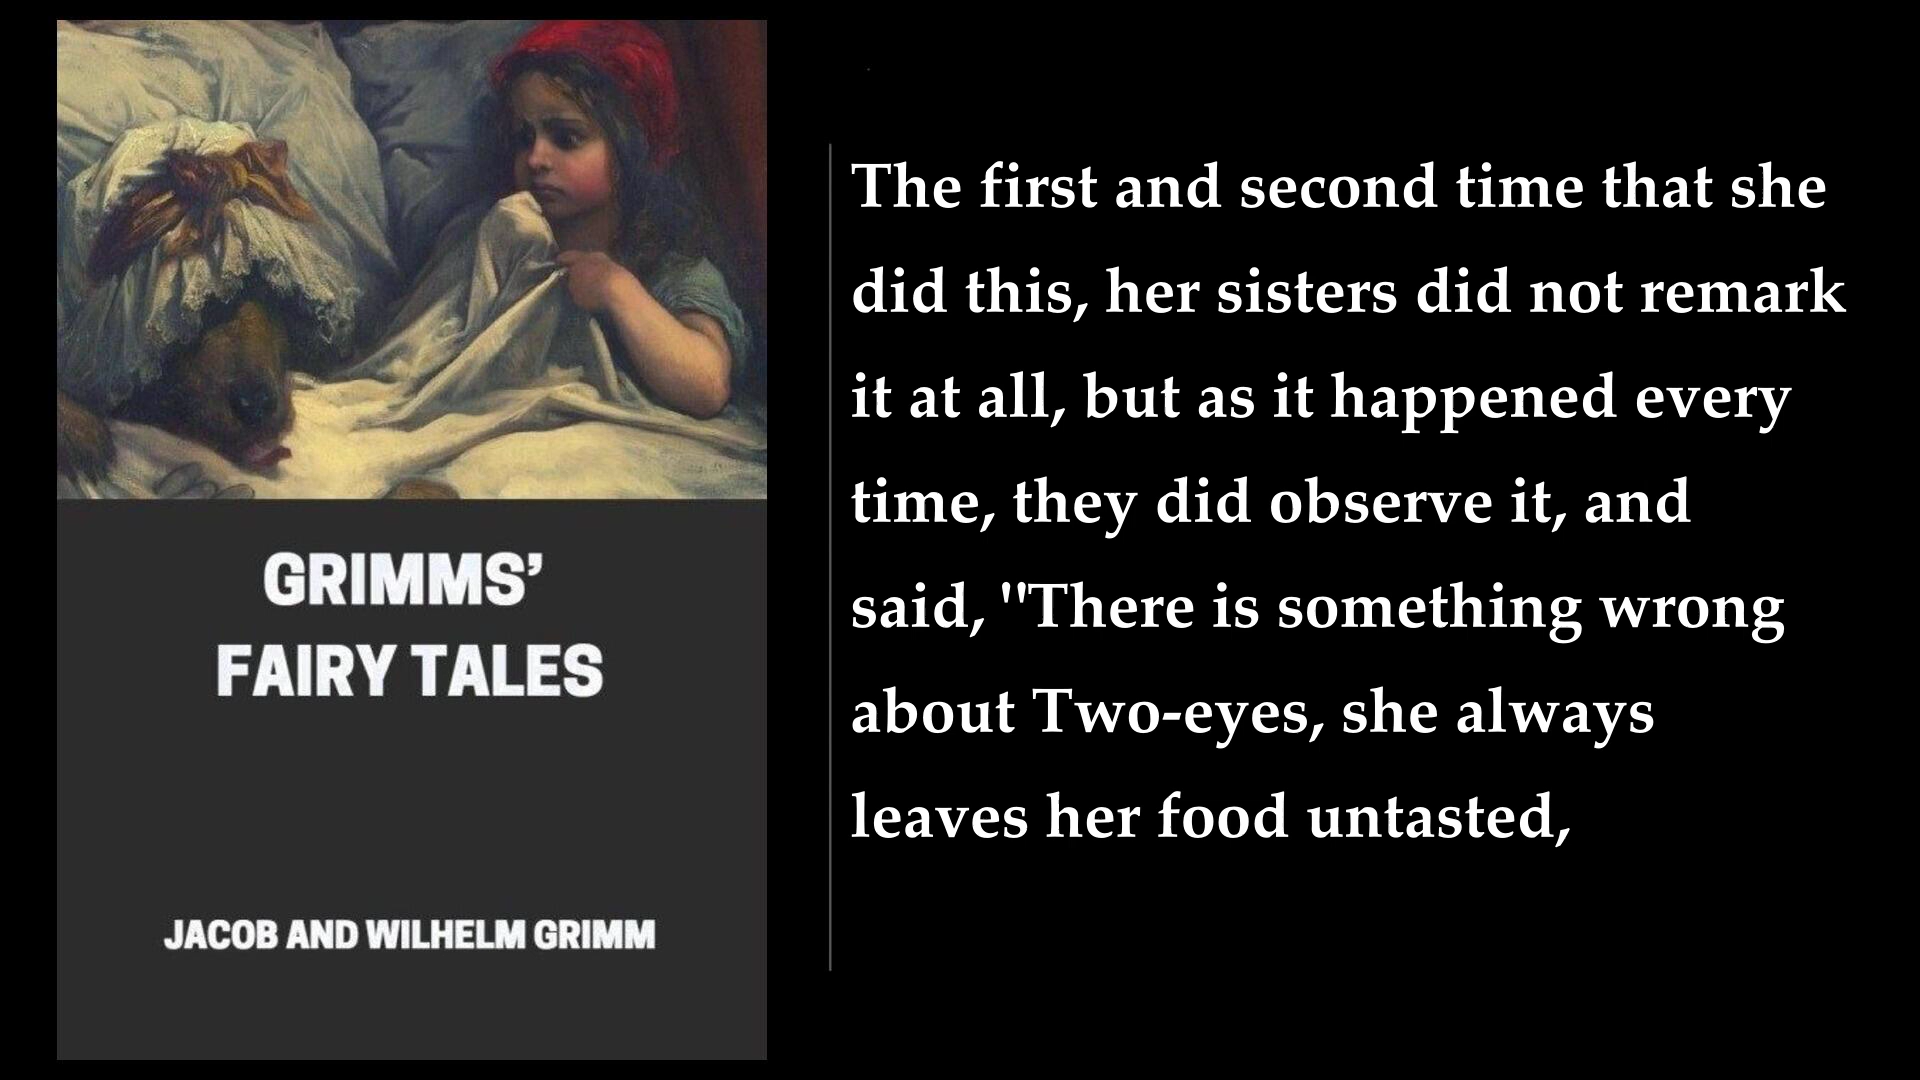 GRIMMS’
FAIRY TALES
JACOB AND WILHELM GRIMM
The first and second time that she
did this, her sisters did not remark
it at all, but as it happened every
time, they did observe it, and
said, "There is something wrong
about Two-eyes, she always
leaves her food untasted,